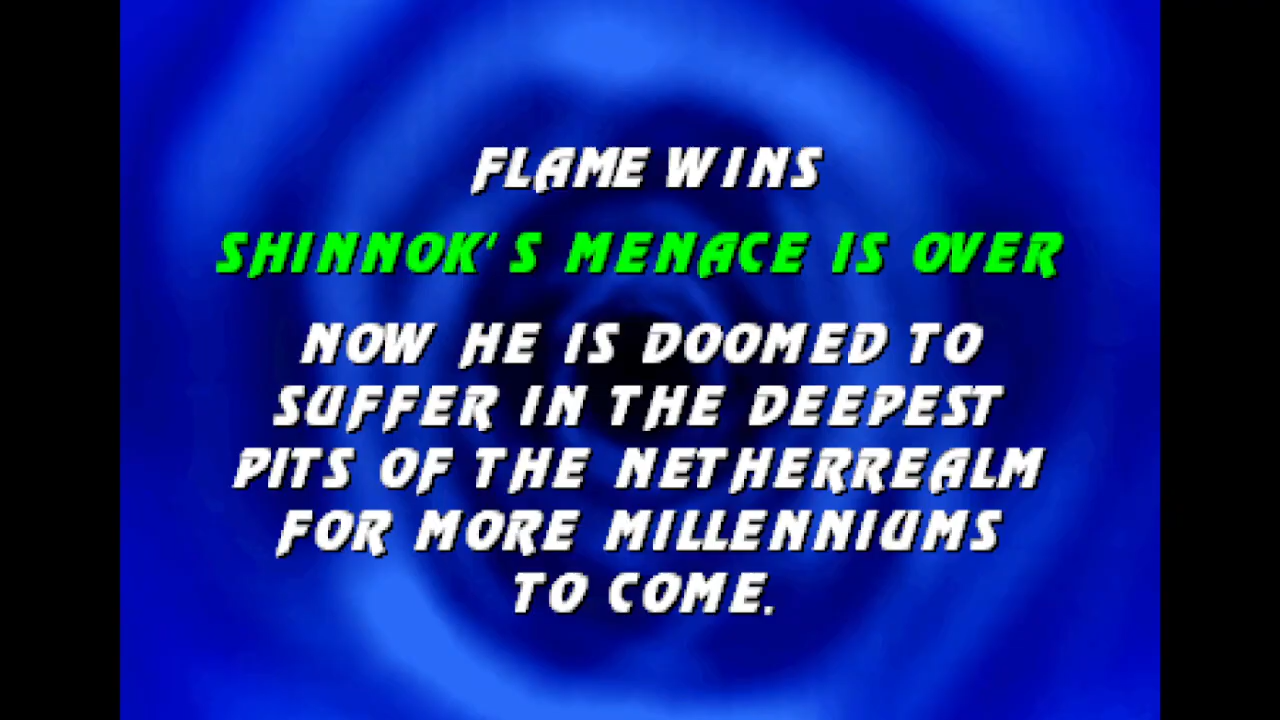 FLAME WINS
SHINNOK'S MENACE IS OVER
NOW HE IS DOOMED TO
SUFFER IN THE DEEPEST
PITS OF THE NETHERREALM
FOR MORE MILLENNIUMS
TO COME.